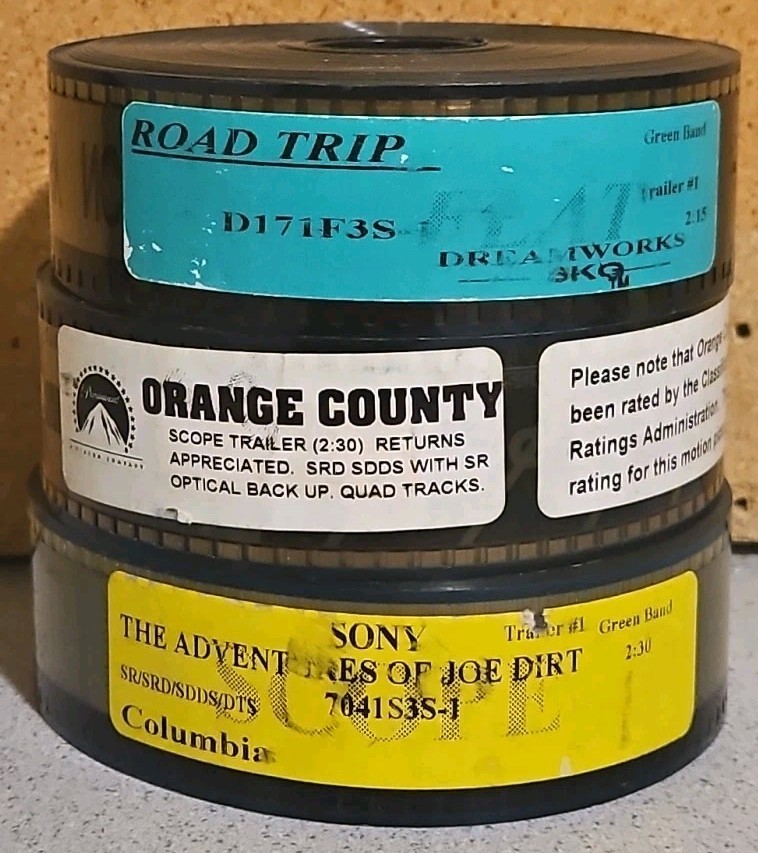 ROAD TRIP
Green Band
FLAT
Trailer #1
D171F3S-1
2:15
DREAMWORKS
SKG
TM
Paramount
ORANGE COUNTY
SCOPE TRAILER (2:30) RETURNS
APPRECIATED. SRD SDDS WITH SR
OPTICAL BACK UP. QUAD TRACKS.
Please note that Orange
been rated by the
Ratings Administration.
rating for this motion
SONY
Trailer #1 Green Band
THE ADVENTURES OF JOE DIRT
2:30
SR/SRD/SDDS/DTS
7041S3S-1
SCOPE
Columbia